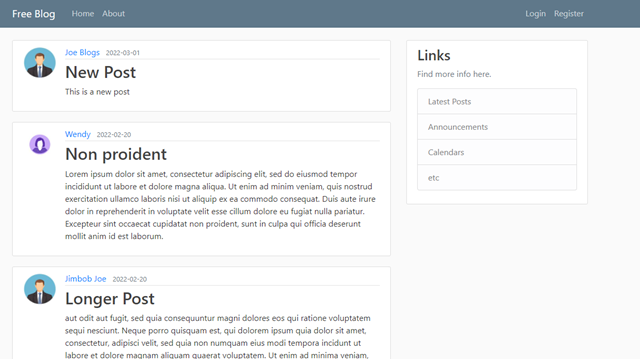 Free Blog Home About Login Register
Joe Blogs 2022-03-01
New Post
This is a new post
Wendy 2022-02-20
Non proident
Lorem ipsum dolor sit amet, consectetur adipiscing elit, sed do eiusmod tempor
incididunt ut labore et dolore magna aliqua. Ut enim ad minim veniam, quis nostrud
exercitation ullamco laboris nisi ut aliquip ex ea commodo consequat. Duis aute irure
dolor in reprehenderit in voluptate velit esse cillum dolore eu fugiat nulla pariatur.
Excepteur sint occaecat cupidatat non proident, sunt in culpa qui officia deserunt
mollit anim id est laborum.
Jimbob Joe 2022-02-20
Longer Post
aut odit aut fugit, sed quia consequuntur magni dolores eos qui ratione voluptatem
sequi nesciunt. Neque porro quisquam est, qui dolorem ipsum quia dolor sit amet,
consectetur, adipisci velit, sed quia non numquam eius modi tempora incidunt ut
labore et dolore magnam aliquam quaerat voluptatem. Ut enim ad minima veniam,
Links
Find more info here.
Latest Posts
Announcements
Calendars
etc